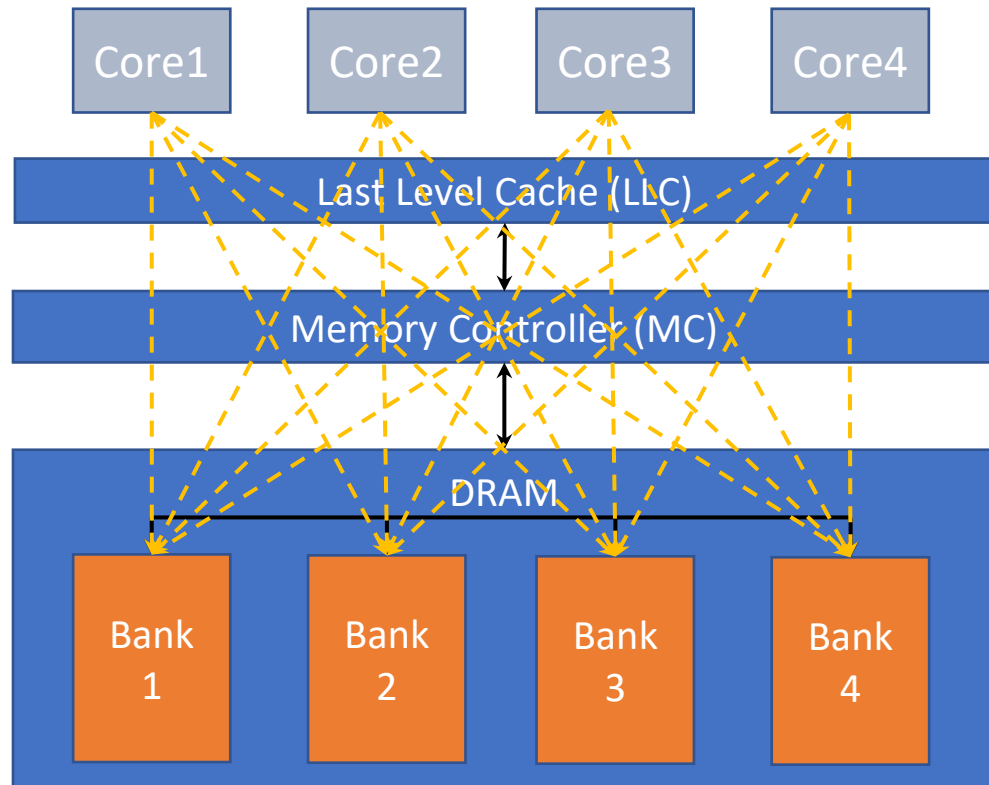 Core1
Core2
Core3
Core4
Last Level Cache (LLC)
Memory Controller (MC)
DRAM
Bank
1
Bank
2
Bank
3
Bank
4